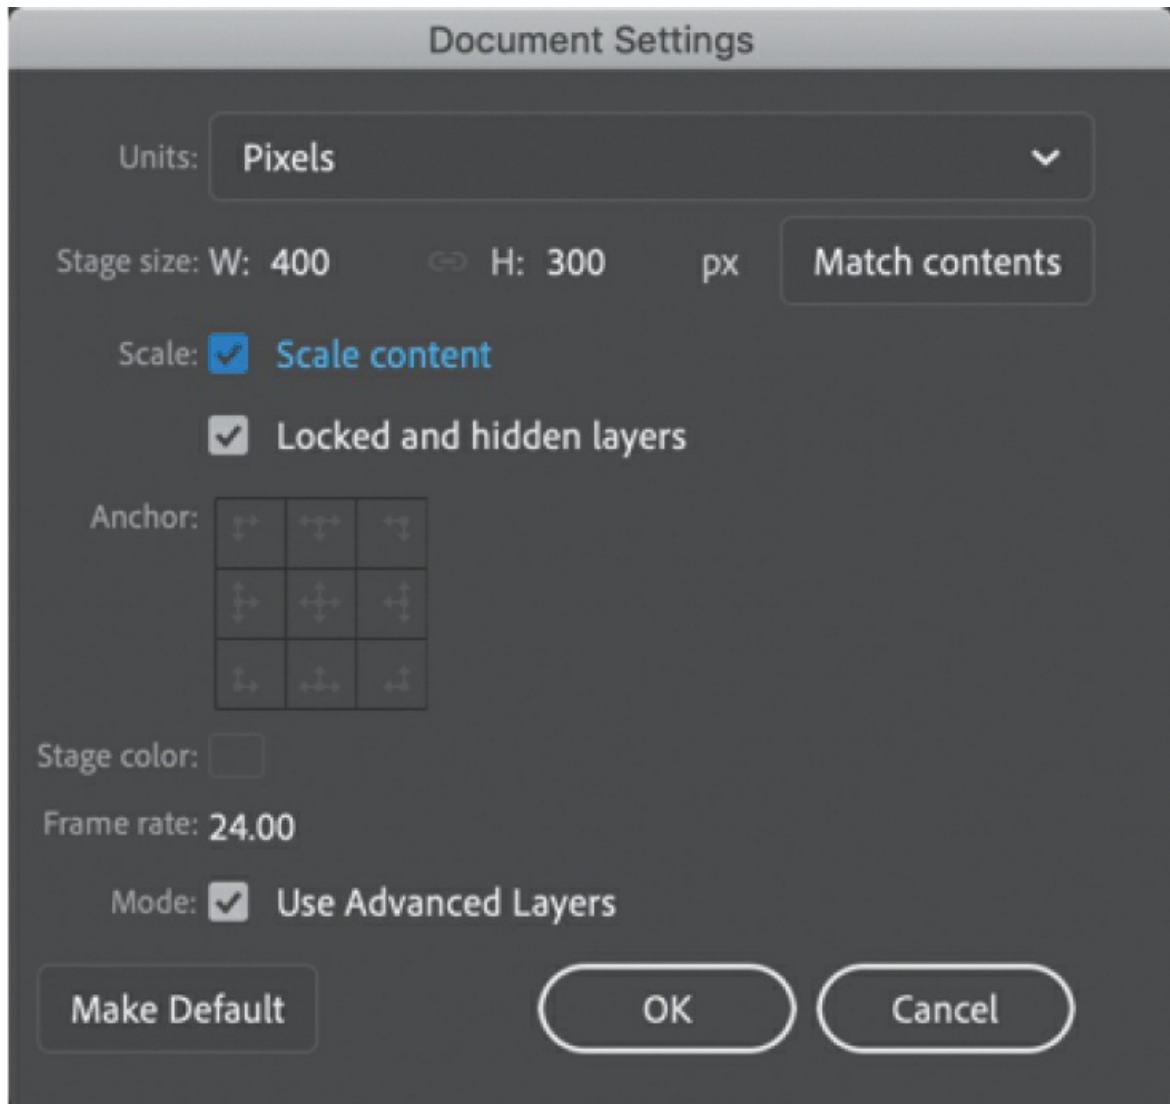 Document Settings
Units: Pixels
Stage size: W: 400 H: 300 px Match contents
Scale: Scale content
Locked and hidden layers
Anchor:
Stage color:
Frame rate: 24.00
Mode: Use Advanced Layers
Make Default OK Cancel